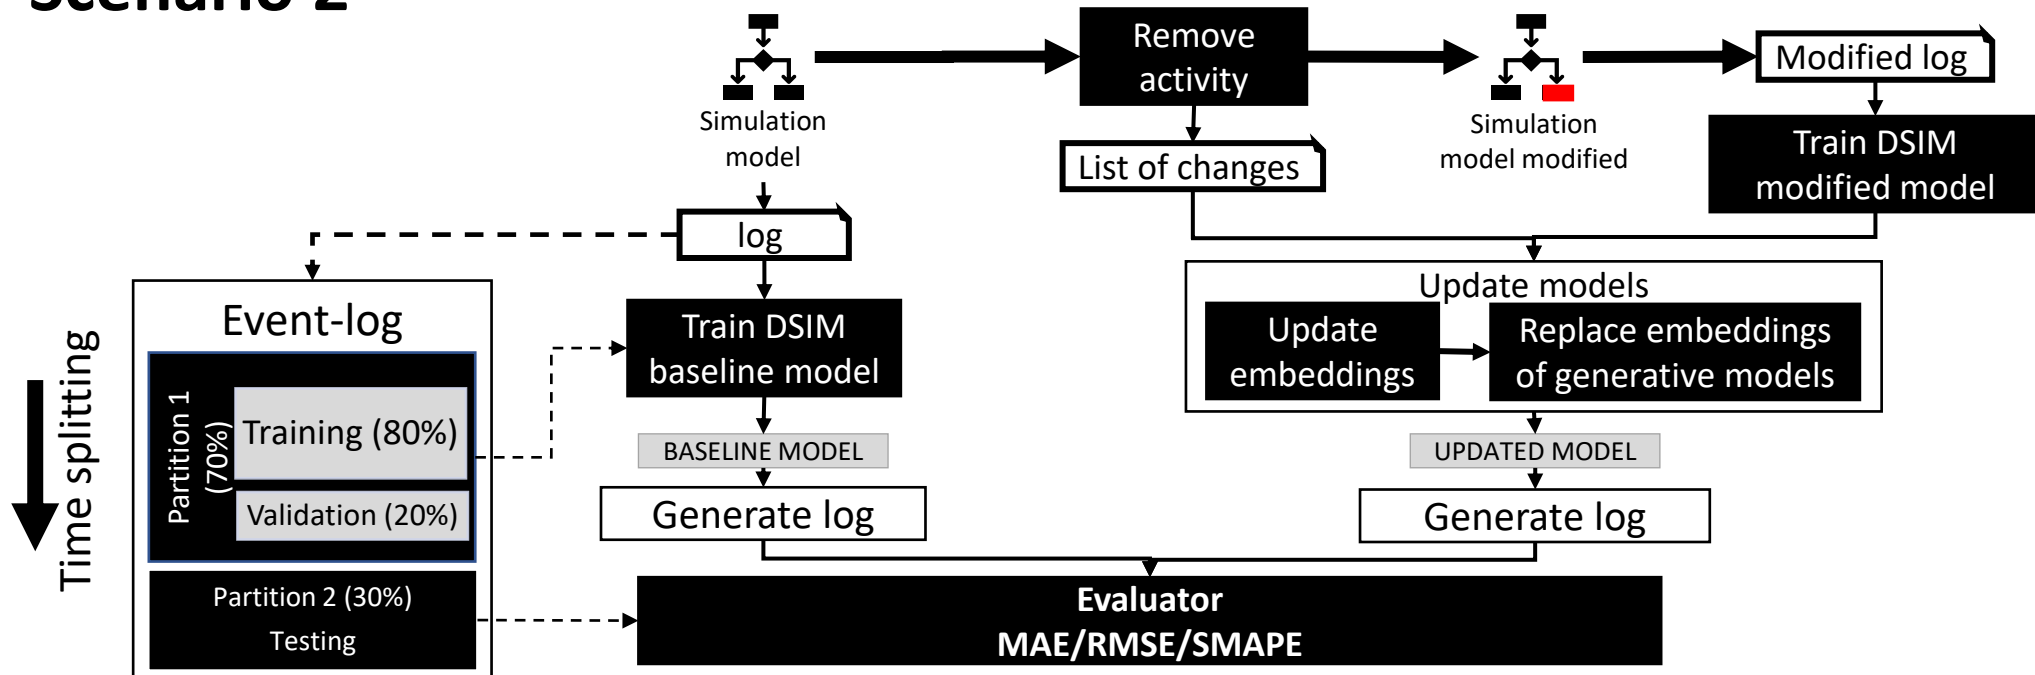 Scenario 2
Remove
activity
Modified log
Simulation
model
Simulation
model modified
List of changes
Train DSIM
modified model
log
Update models
Update
embeddings
Replace embeddings
of generative models
Event-log
Train DSIM
baseline model
Time splitting
Partition 1
(70%)
Training (80%)
Validation (20%)
BASELINE MODEL
UPDATED MODEL
Generate log
Generate log
Partition 2 (30%)
Testing
Evaluator
MAE/RMSE/SMAPE